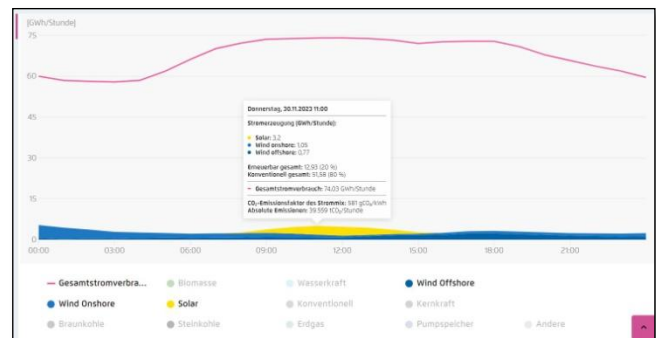 [GWh/Stunde]
75
60
45
30
15
0
00:00 03:00 06:00 09:00 12:00 15:00 18:00 21:00
Donnerstag, 30.11.2023 11:00
Stromerzeugung (GWh/Stunde):
Solar: 3,2
Wind onshore: 1,05
Wind offshore: 0,77
Erneuerbar gesamt: 12,93 (20 %)
Konventionell gesamt: 51,58 (80 %)
Gesamtstromverbrauch: 74,03 GWh/Stunde
CO₂-Emissionsfaktor des Strommix: 581 gCO₂/kWh
Absolute Emissionen: 39.559 tCO₂/Stunde
Gesamtstromverbra... Biomasse Wasserkraft Wind Offshore
Wind Onshore Solar Konventionell Kernkraft
Braunkohle Steinkohle Erdgas Pumpspeicher Andere